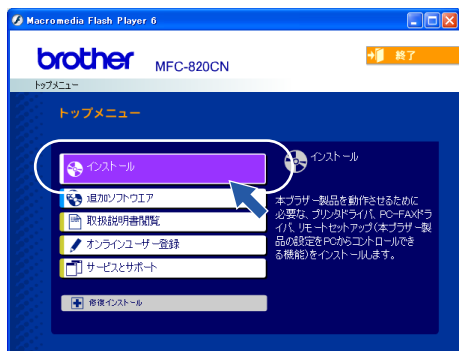 Macromedia Flash Player 6
brother
MFC-820CN
終了
トップメニュー
トップメニュー
インストール
追加ソフトウエア
取扱説明書閲覧
オンラインユーザー登録
サービスとサポート
修復インストール
インストール
本ブラザー製品を動作させるために
必要な、プリンタドライバ、PC-FAXドラ
イバ、リモートセットアップ(本ブラザー製
品の設定をPCからコントロールでき
る機能)をインストールします。